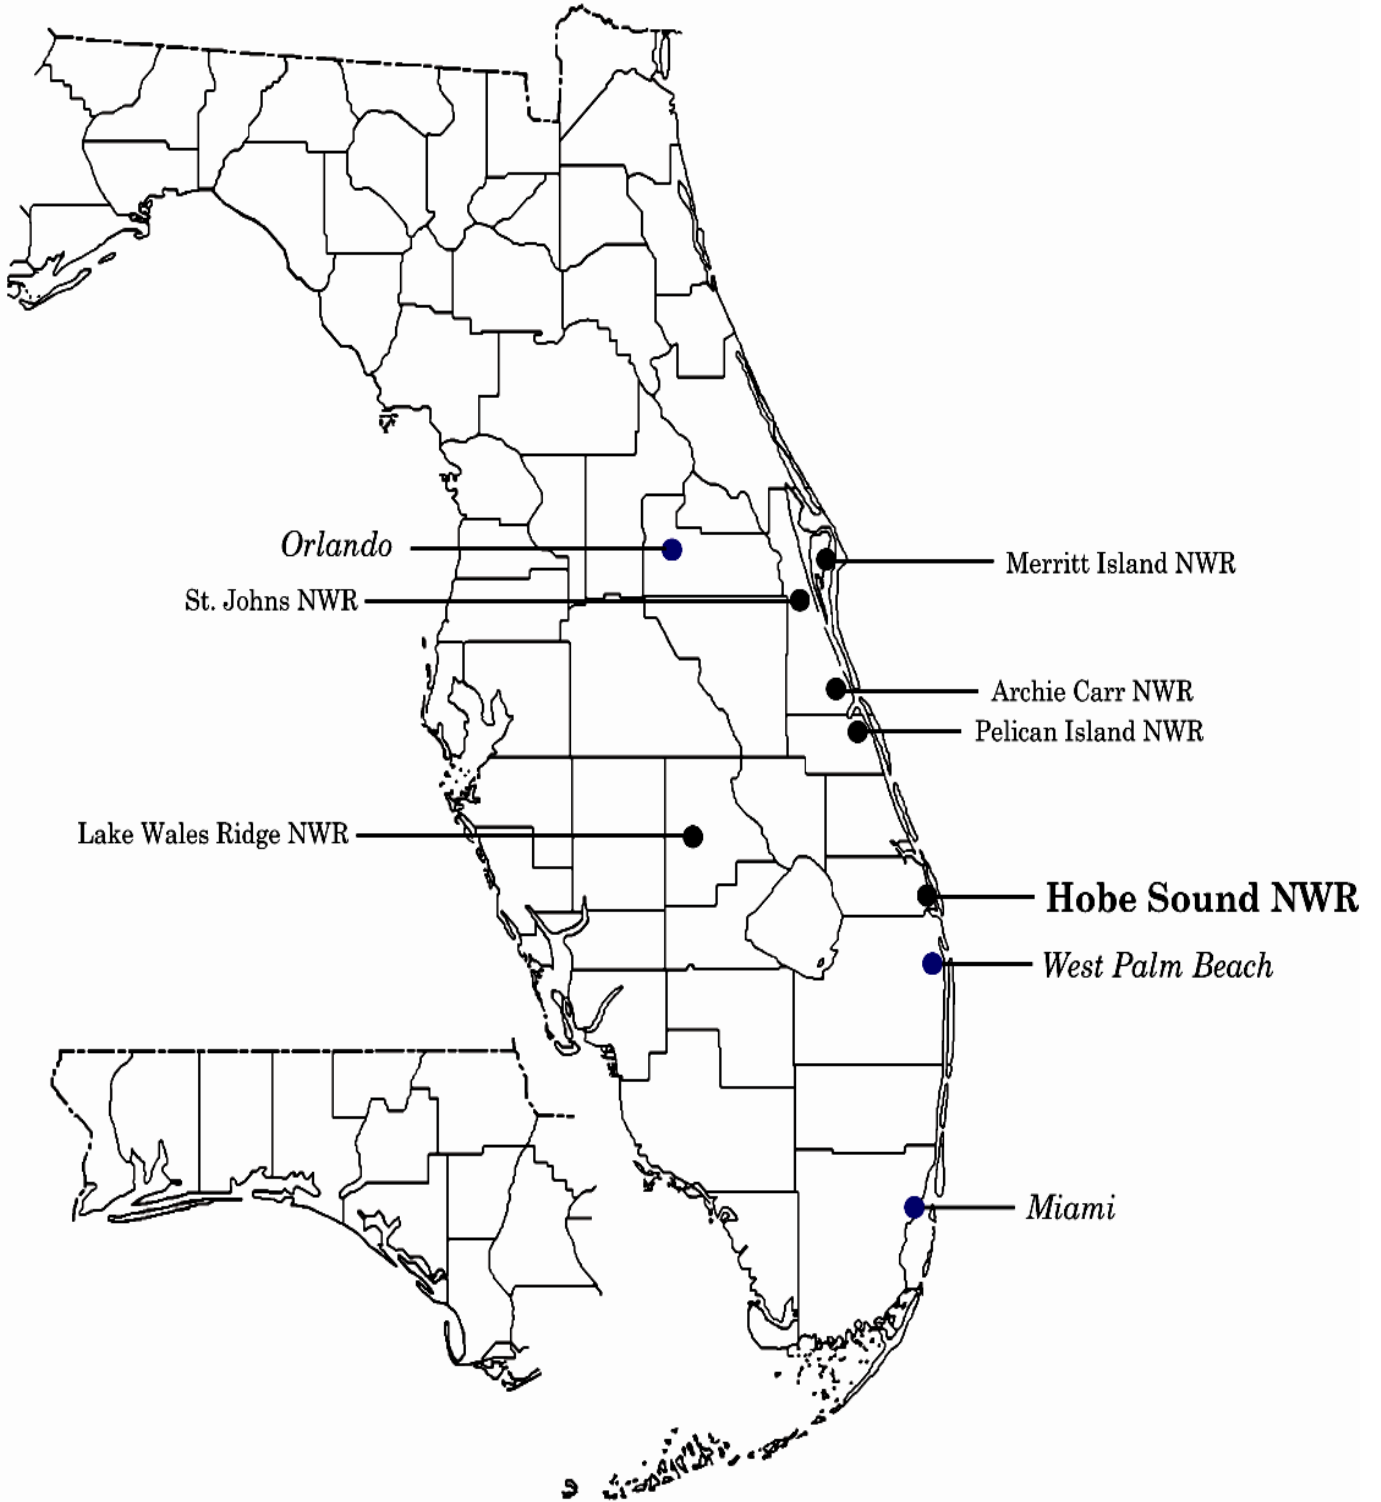 Orlando
Merritt Island NWR
St. Johns NWR
Archie Carr NWR
Pelican Island NWR
Lake Wales Ridge NWR
Hobe Sound NWR
West Palm Beach
Miami